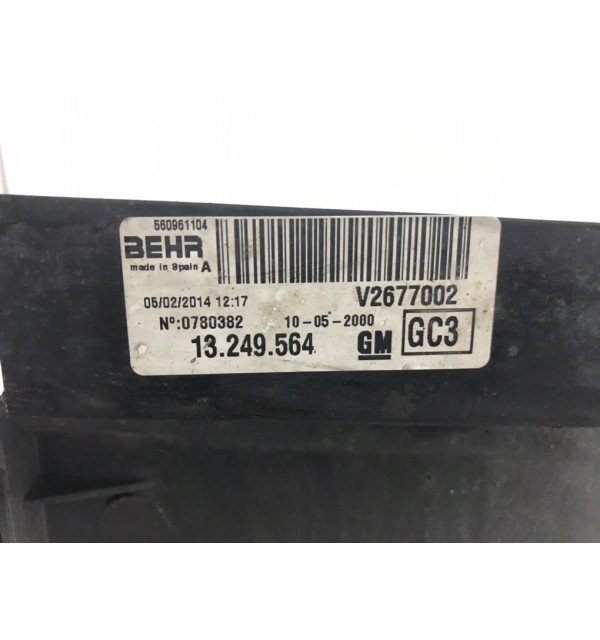 560961104
BEHR
made in Spain A
05/02/2014 12:17
V2677002
Nº:0780382
10-05-2000
13.249.564
GM
GC3